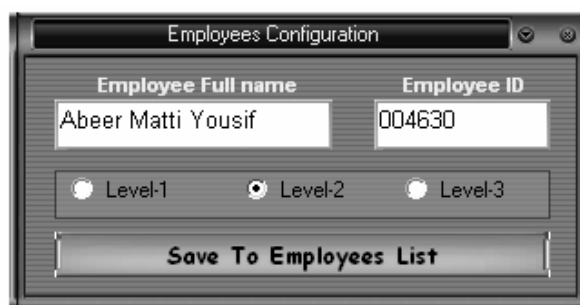 Employees Configuration
Employee Full name Employee ID
Abeer Matti Yousif 004630
Level-1 Level-2 Level-3
Save To Employees List